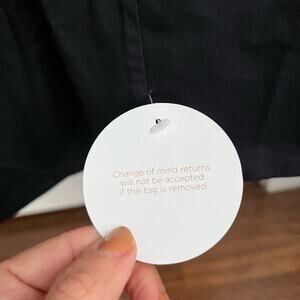 Change of mind returns
will not be accepted
if this tag is removed